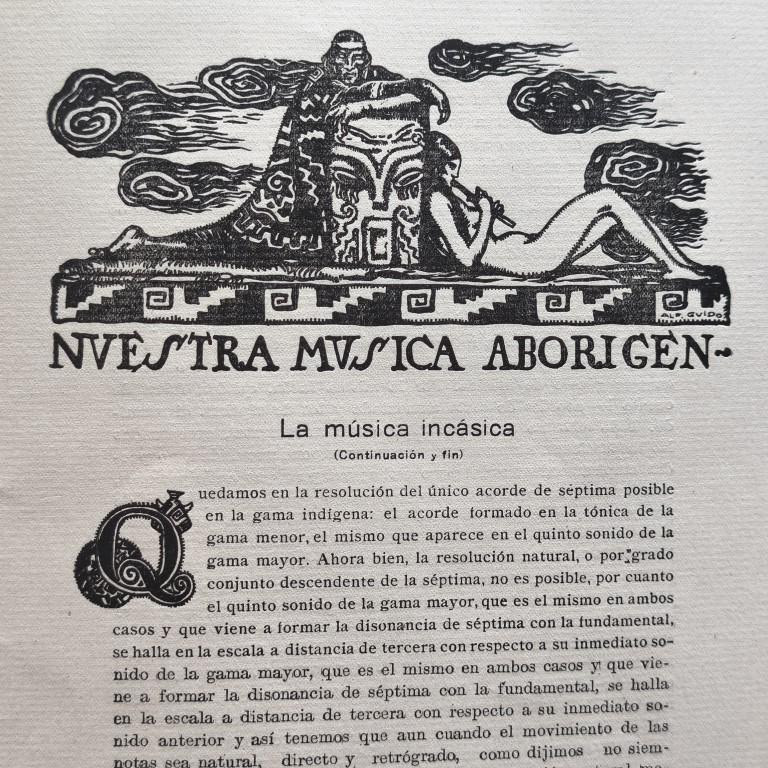 ALF. GUIDO
NVESTRA MVSICA ABORIGEN
La música incásica
(Continuación y fin)
Quedamos en la resolución del único acorde de séptima posible
en la gama indígena: el acorde formado en la tónica de la
gama menor, el mismo que aparece en el quinto sonido de la
gama mayor. Ahora bien, la resolución natural, o por grado
conjunto descendente de la séptima, no es posible, por cuanto
el quinto sonido de la gama mayor, que es el mismo en ambos
casos y que viene a formar la disonancia de séptima con la fundamental,
se halla en la escala a distancia de tercera con respecto a su inmediato so-
nido de la gama mayor, que es el mismo en ambos casos y que vie-
ne a formar la disonancia de séptima con la fundamental, se halla
en la escala a distancia de tercera con respecto a su inmediato so-
nido anterior y así tenemos que aun cuando el movimiento de las
notas sea natural, directo y retrógrado, como dijimos no siem-